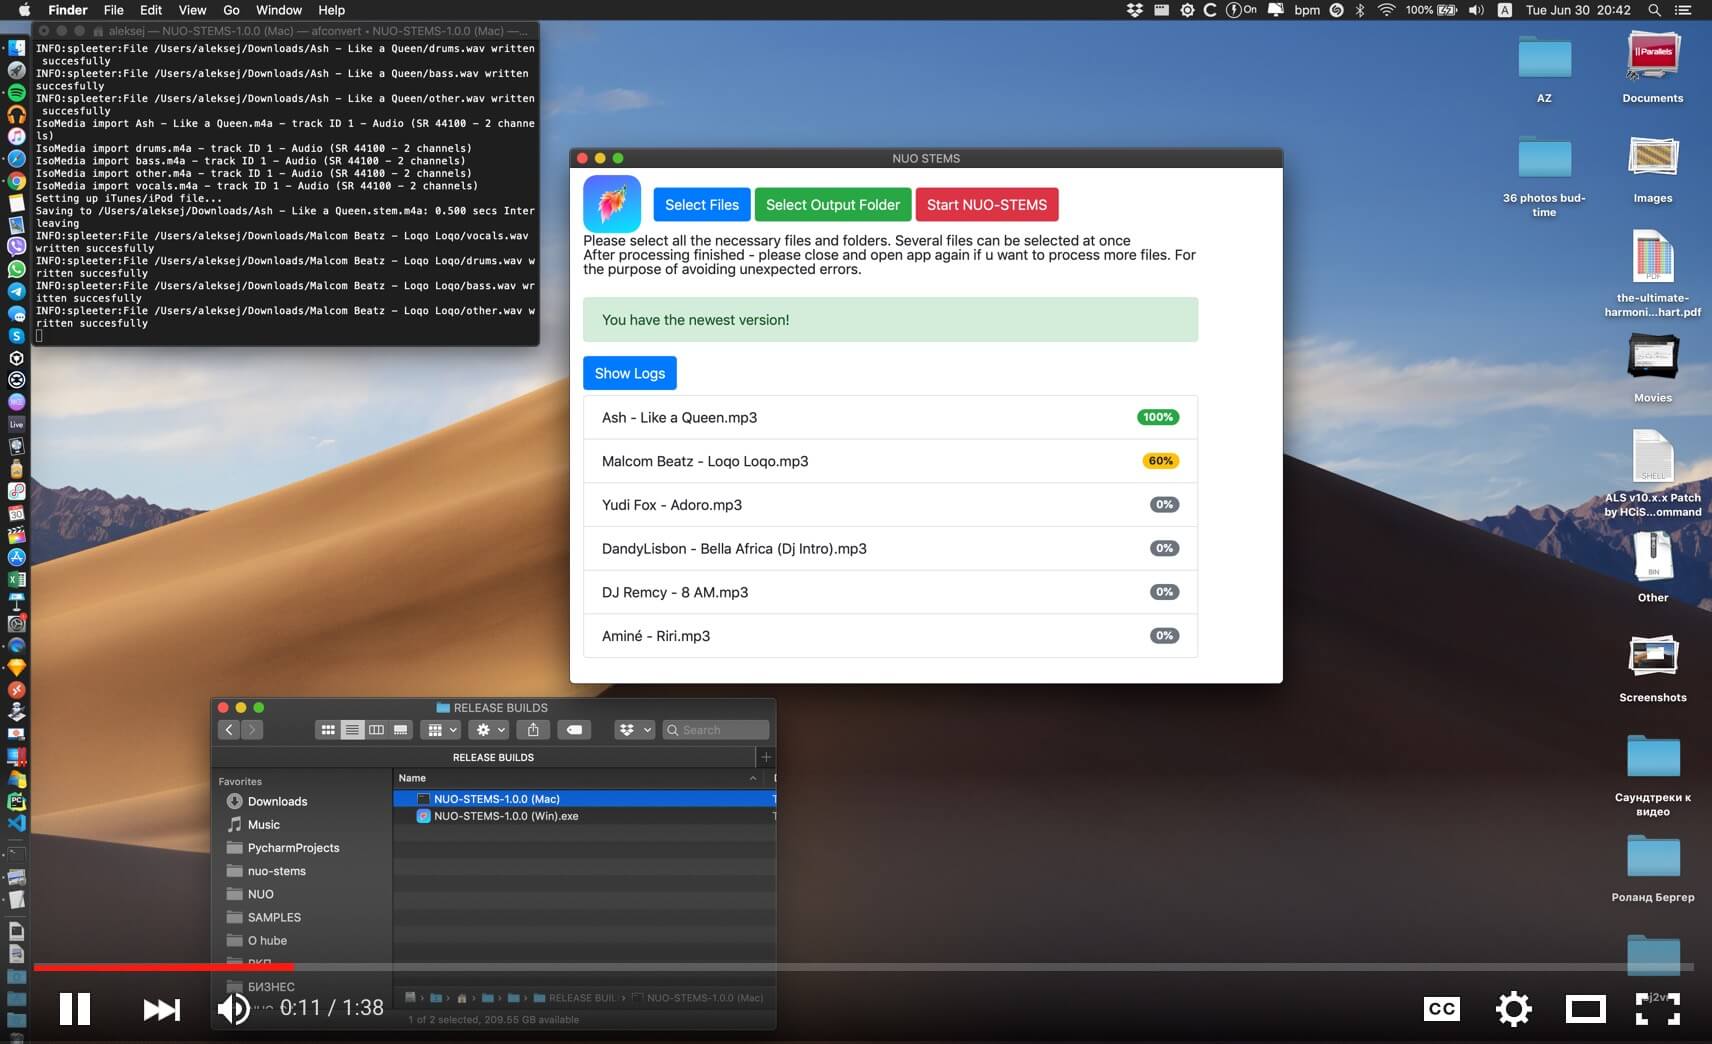 Finder File Edit View Go Window Help
On bpm 100% A Tue Jun 30 20:42
aleksej — NUO-STEMS-1.0.0 (Mac) — afconvert • NUO-STEMS-1.0.0 (Mac) —...
INFO:spleeter:File /Users/aleksej/Downloads/Ash - Like a Queen/drums.wav written
succesfully
INFO:spleeter:File /Users/aleksej/Downloads/Ash - Like a Queen/bass.wav written
succesfully
INFO:spleeter:File /Users/aleksej/Downloads/Ash - Like a Queen/other.wav written
succesfully
IsoMedia import Ash - Like a Queen.m4a - track ID 1 - Audio (SR 44100 - 2 channe
ls)
IsoMedia import drums.m4a - track ID 1 - Audio (SR 44100 - 2 channels)
IsoMedia import bass.m4a - track ID 1 - Audio (SR 44100 - 2 channels)
IsoMedia import other.m4a - track ID 1 - Audio (SR 44100 - 2 channels)
IsoMedia import vocals.m4a - track ID 1 - Audio (SR 44100 - 2 channels)
Setting up iTunes/iPod file...
Saving to /Users/aleksej/Downloads/Ash - Like a Queen.stem.m4a: 0.500 secs Inter
leaving
INFO:spleeter:File /Users/aleksej/Downloads/Malcom Beatz - Loqo Loqo/vocals.wav
written succesfully
INFO:spleeter:File /Users/aleksej/Downloads/Malcom Beatz - Loqo Loqo/drums.wav w
ritten succesfully
INFO:spleeter:File /Users/aleksej/Downloads/Malcom Beatz - Loqo Loqo/bass.wav wr
itten succesfully
INFO:spleeter:File /Users/aleksej/Downloads/Malcom Beatz - Loqo Loqo/other.wav w
ritten succesfully
NUO STEMS
Select Files Select Output Folder Start NUO-STEMS
Please select all the necessary files and folders. Several files can be selected at once
After processing finished - please close and open app again if u want to process more files. For
the purpose of avoiding unexpected errors.
You have the newest version!
Show Logs
Ash - Like a Queen.mp3 100%
Malcom Beatz - Loqo Loqo.mp3 60%
Yudi Fox - Adoro.mp3 0%
DandyLisbon - Bella Africa (Dj Intro).mp3 0%
DJ Remcy - 8 AM.mp3 0%
Aminé - Riri.mp3 0%
Parallels
AZ
Documents
36 photos bud-
time
Images
PDF
the-ultimate-
harmoni...hart.pdf
Movies
SHELL
ALS v10.x.x Patch
by HCiS...ommand
BIN
Other
Screenshots
Саундтреки к
видео
Роланд Бергер
Live
30
RELEASE BUILDS
Search
RELEASE BUILDS
Favorites
Downloads
Music
PycharmProjects
nuo-stems
NUO
SAMPLES
O hube
ВКП
БИЗНЕС
Name
NUO-STEMS-1.0.0 (Mac)
NUO-STEMS-1.0.0 (Win).exe
RELEASE BUIL NUO-STEMS-1.0.0 (Mac)
1 of 2 selected, 209.55 GB available
0:11 / 1:38
CC